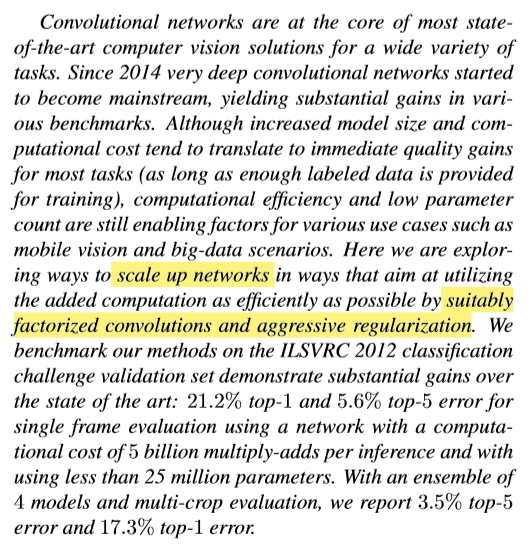 Convolutional networks are at the core of most state-
of-the-art computer vision solutions for a wide variety of
tasks. Since 2014 very deep convolutional networks started
to become mainstream, yielding substantial gains in vari-
ous benchmarks. Although increased model size and com-
putational cost tend to translate to immediate quality gains
for most tasks (as long as enough labeled data is provided
for training), computational efficiency and low parameter
count are still enabling factors for various use cases such as
mobile vision and big-data scenarios. Here we are explor-
ing ways to scale up networks in ways that aim at utilizing
the added computation as efficiently as possible by suitably
factorized convolutions and aggressive regularization. We
benchmark our methods on the ILSVRC 2012 classification
challenge validation set demonstrate substantial gains over
the state of the art: 21.2% top-1 and 5.6% top-5 error for
single frame evaluation using a network with a computa-
tional cost of 5 billion multiply-adds per inference and with
using less than 25 million parameters. With an ensemble of
4 models and multi-crop evaluation, we report 3.5% top-5
error and 17.3% top-1 error.